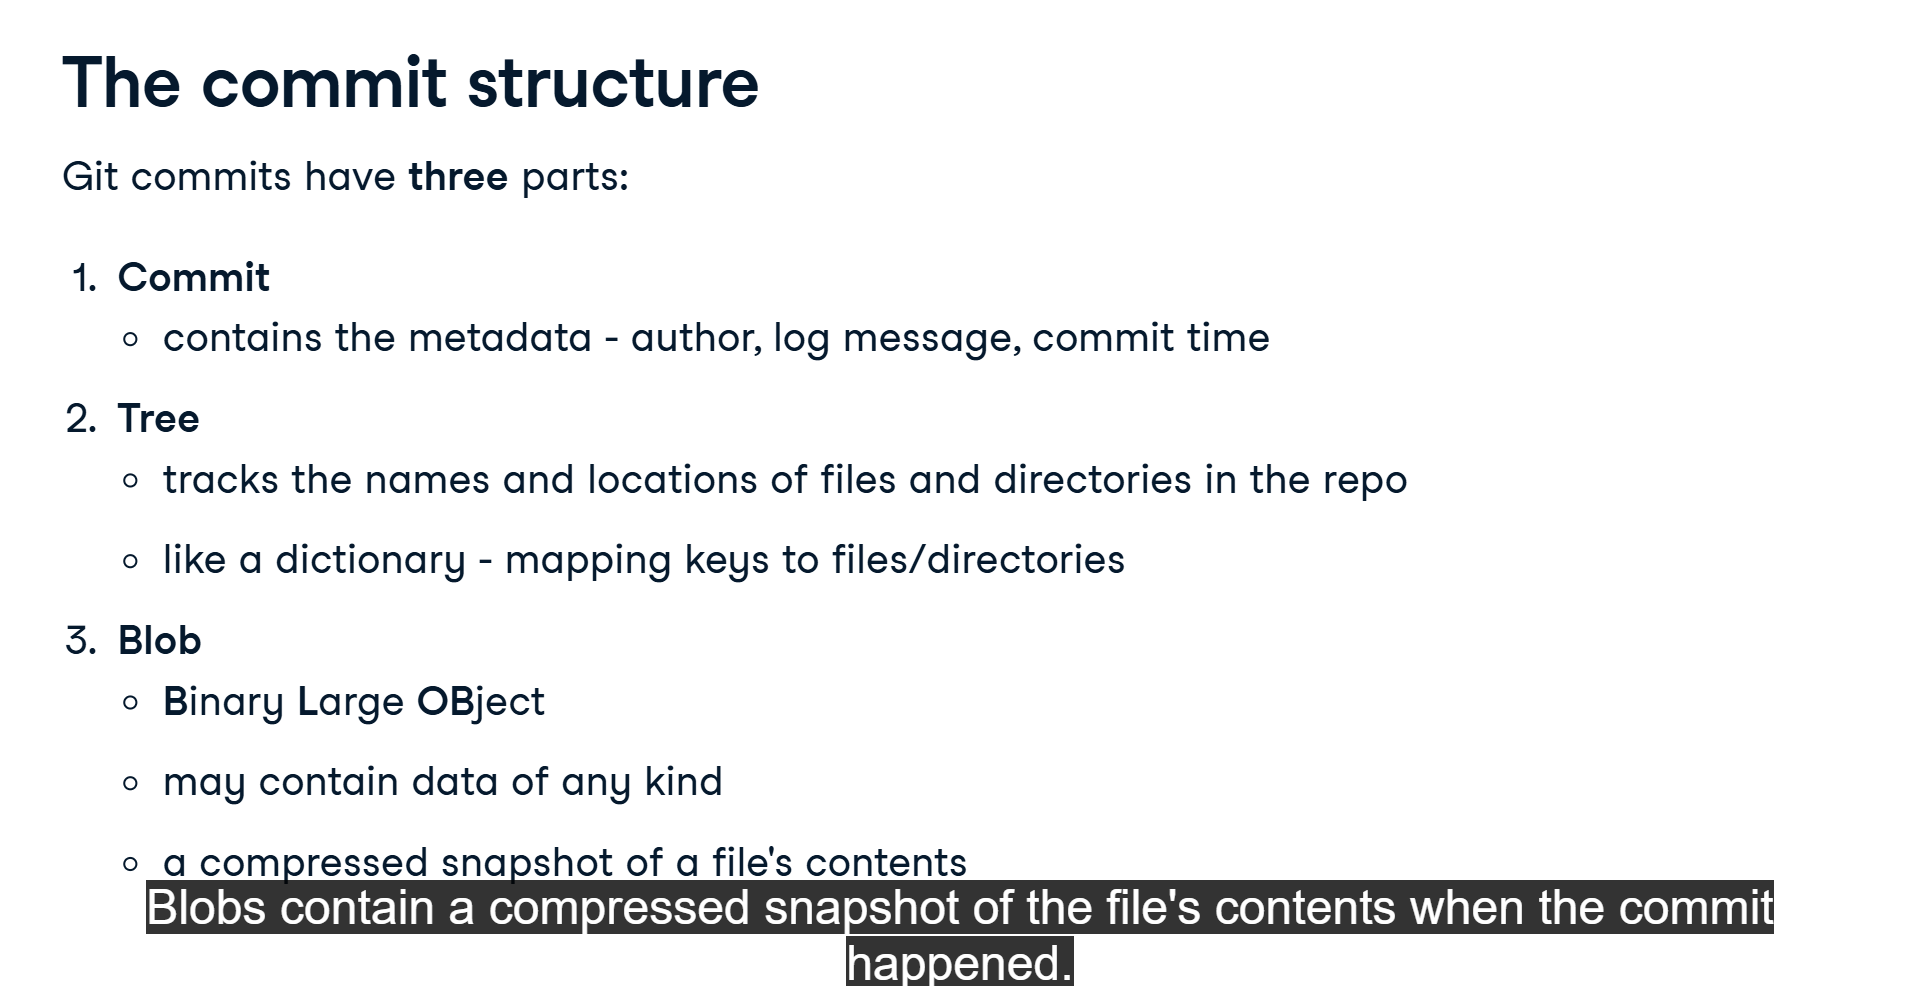 The commit structure
Git commits have three parts:
1. Commit
contains the metadata - author, log message, commit time
2. Tree
tracks the names and locations of files and directories in the repo
like a dictionary - mapping keys to files/directories
3. Blob
Binary Large OBject
may contain data of any kind
a compressed snapshot of a file's contents
Blobs contain a compressed snapshot of the file's contents when the commit
happened.